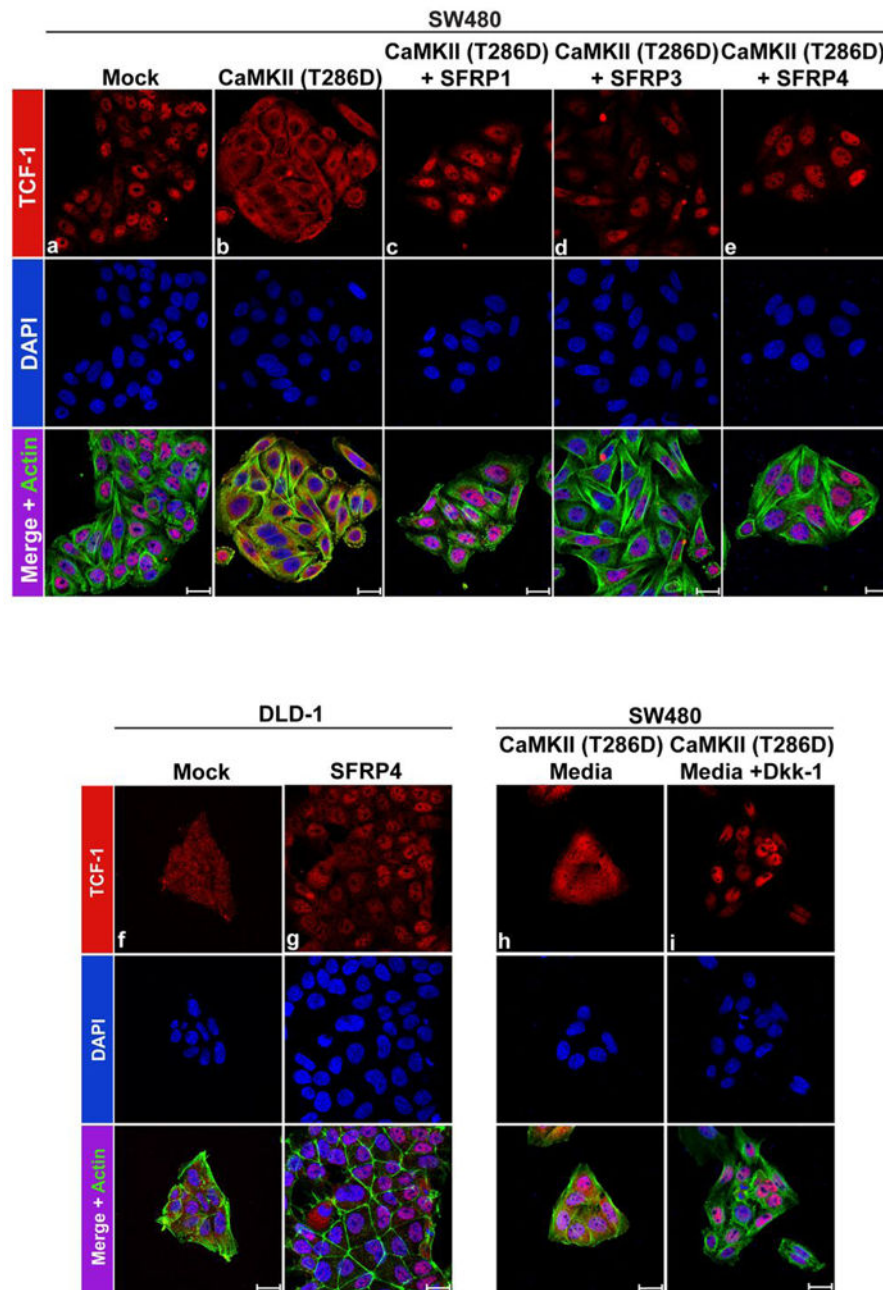 SW480
Mock
CaMKII (T286D)
CaMKII (T286D)
+ SFRP1
CaMKII (T286D)
+ SFRP3
CaMKII (T286D)
+ SFRP4
TCF-1
a
b
c
d
e
DAPI
Merge + Actin
DLD-1
Mock
SFRP4
SW480
CaMKII (T286D)
Media
CaMKII (T286D)
Media +Dkk-1
TCF-1
f
g
h
i
DAPI
Merge + Actin